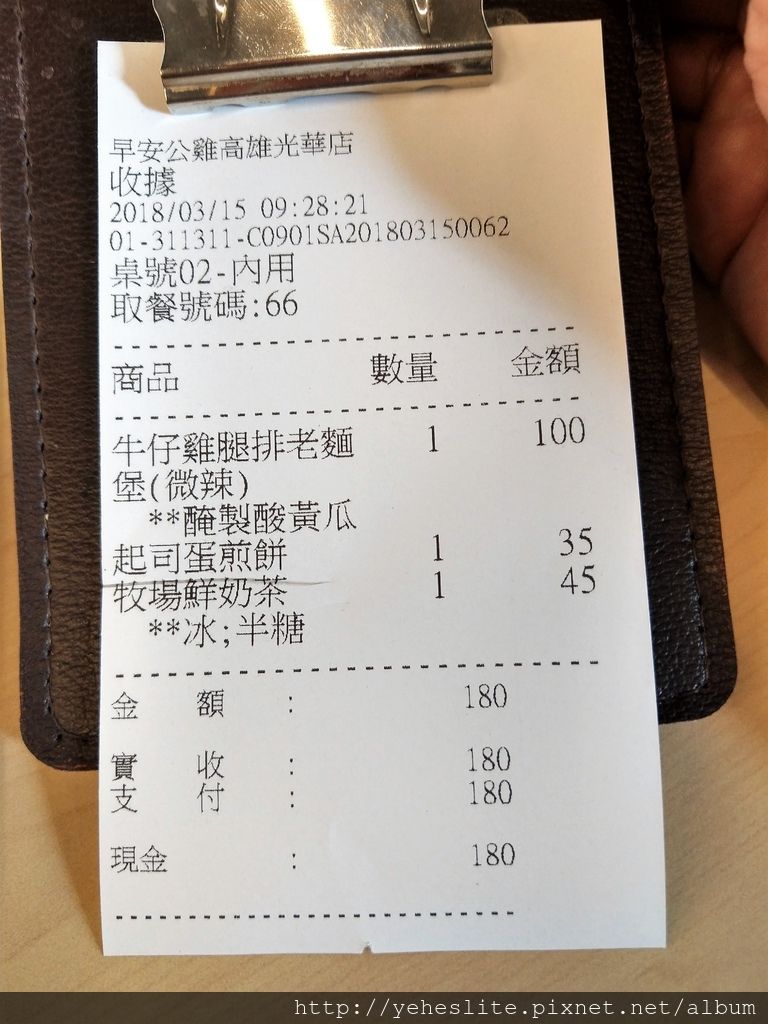 早安公雞高雄光華店
收據
2018/03/15 09:28:21
01-311311-C0901SA201803150062
桌號02-內用
取餐號碼:66
商品 數量 金額
牛仔雞腿排老麵 1 100
堡(微辣)
**醃製酸黃瓜
起司蛋煎餅 1 35
牧場鮮奶茶 1 45
**冰;半糖
金額: 180
實收: 180
支付: 180
現金: 180
http://yeheslite.pixnet.net/album